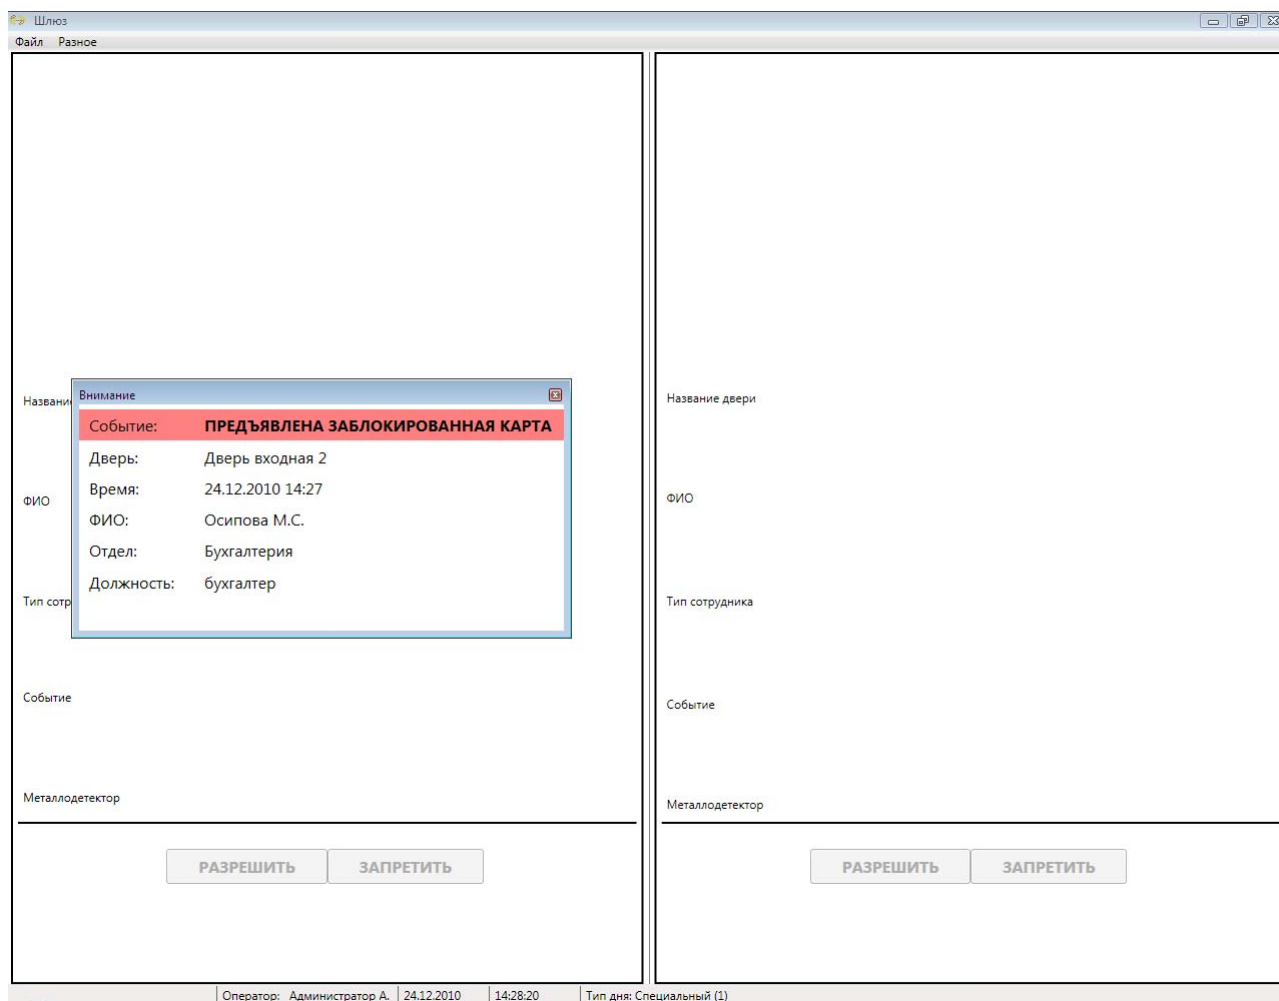 Шлюз
Файл Разное
Внимание
Событие: ПРЕДЪЯВЛЕНА ЗАБЛОКИРОВАННАЯ КАРТА
Дверь: Дверь входная 2
Время: 24.12.2010 14:27
ФИО: Осипова М.С.
Отдел: Бухгалтерия
Должность: бухгалтер
Названи
ФИО
Тип сотр
Событие
Металлодетектор
РАЗРЕШИТЬ ЗАПРЕТИТЬ
Название двери
ФИО
Тип сотрудника
Событие
Металлодетектор
РАЗРЕШИТЬ ЗАПРЕТИТЬ
Оператор: Администратор А. 24.12.2010 14:28:20 Тип дня: Специальный (1)